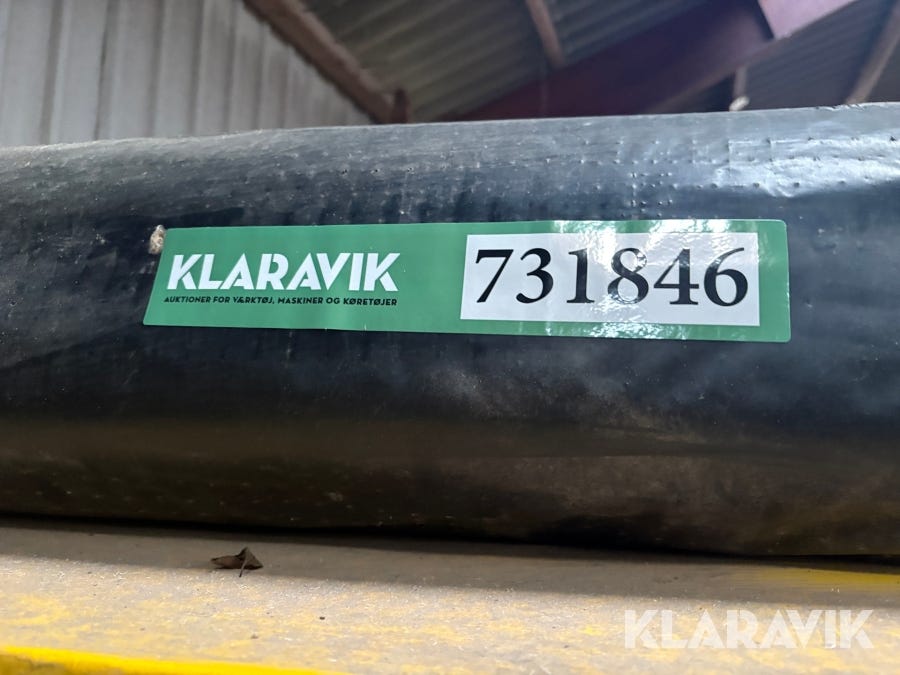 KLARAVIK
AUKTIONER FOR VÆRKTØJ, MASKINER OG KØRETØJER
731846
KLARAVIK